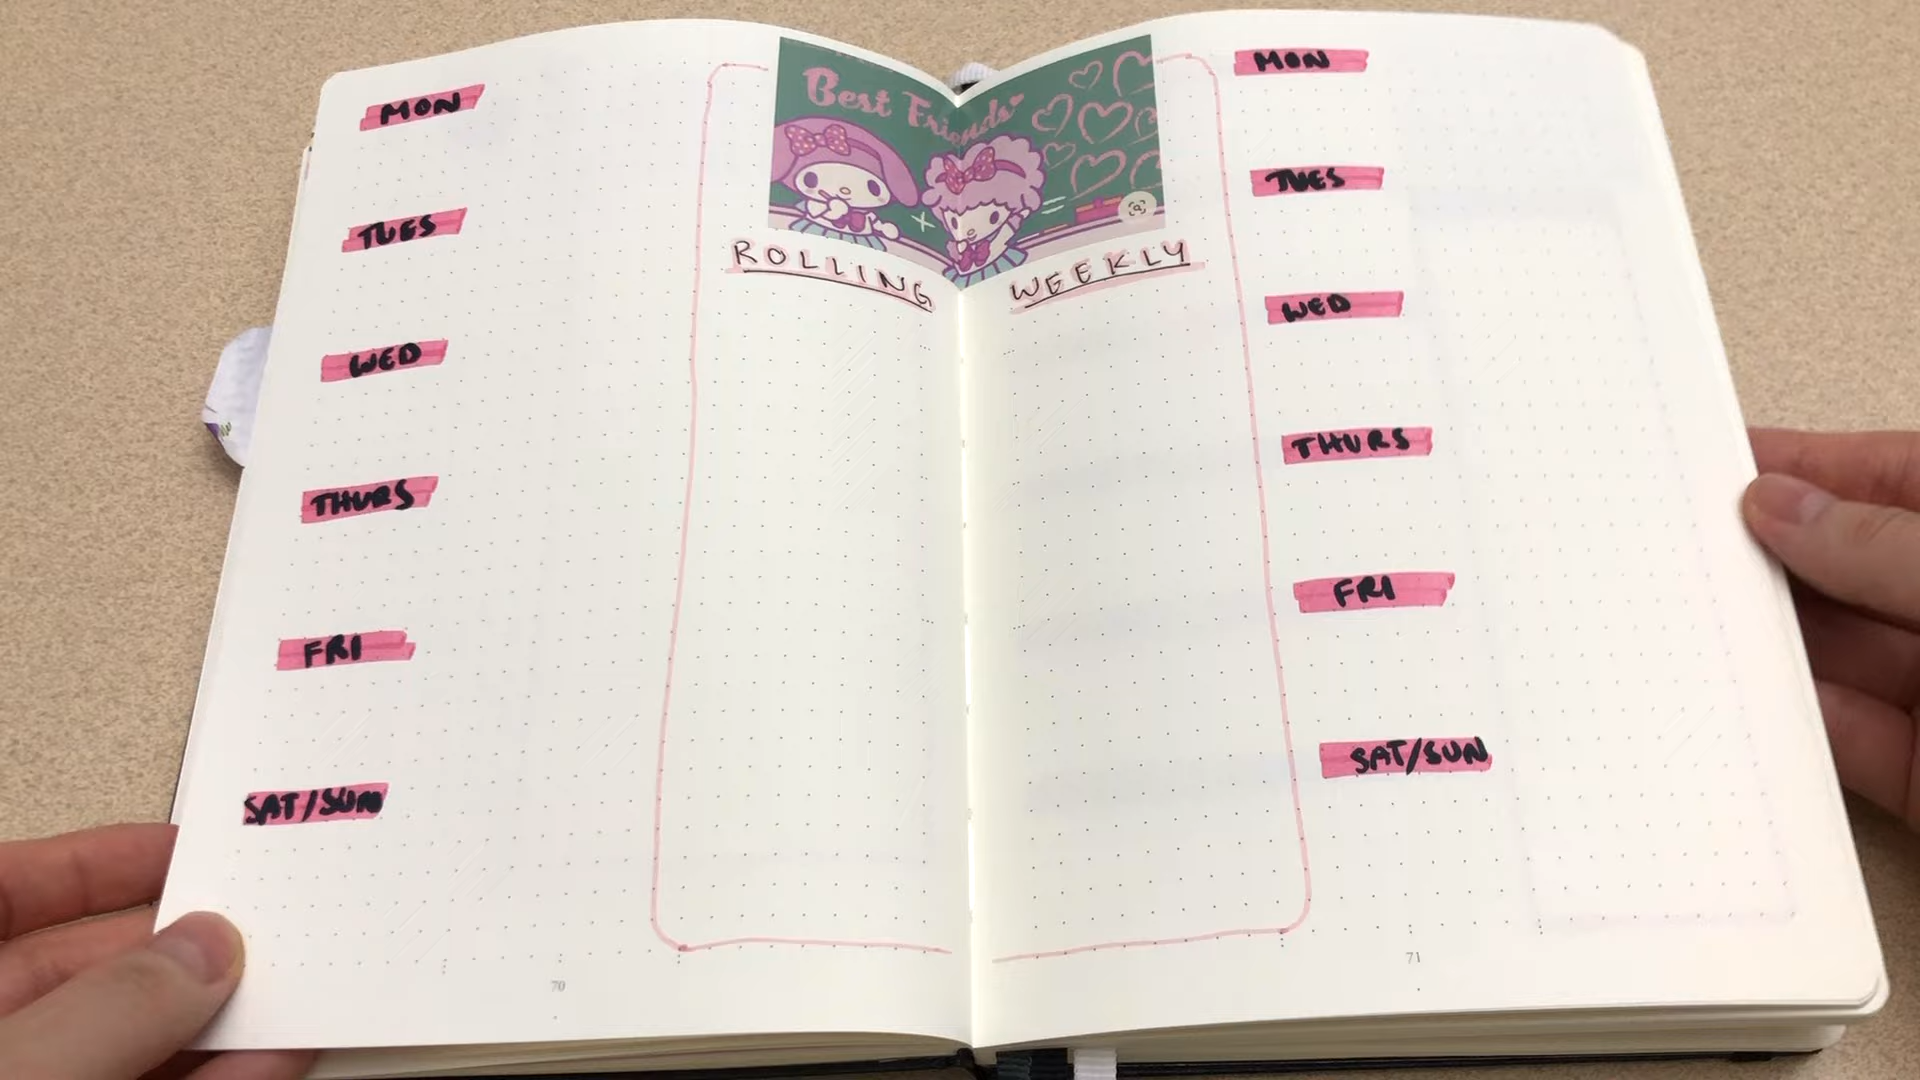 MON
TUES
WED
THURS
FRI
SAT/SUN
70
Best Friends
ROLLING WEEKLY
MON
TUES
WED
THURS
FRI
SAT/SUN
71